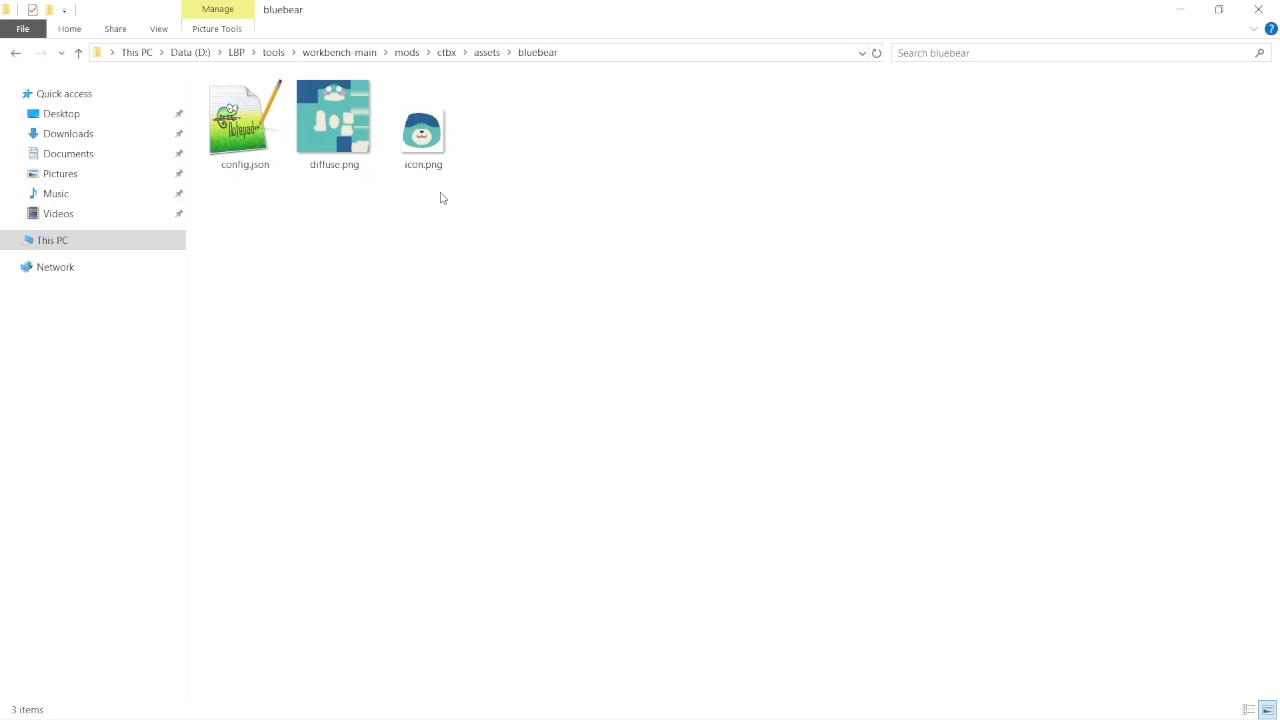 Manage
bluebear
File
Home
Share
View
Picture Tools
This PC
Data (D:)
LBP
tools
workbench-main
mods
ctbx
assets
bluebear
Search bluebear
Quick access
Desktop
Downloads
Documents
Pictures
Music
Videos
This PC
Network
Notepad++
config.json
diffuse.png
icon.png
3 items